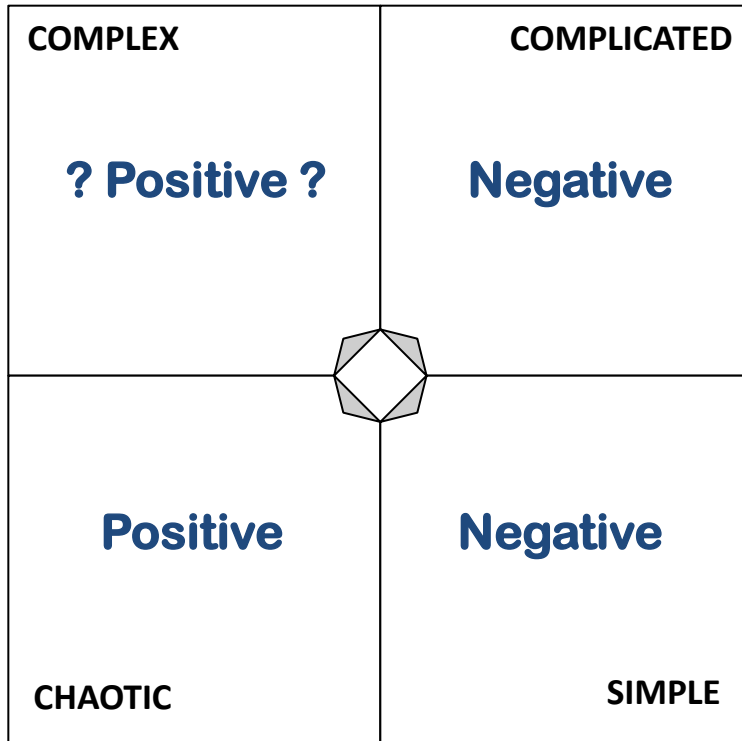 COMPLEX
COMPLICATED
? Positive ?
Negative
Positive
Negative
CHAOTIC
SIMPLE